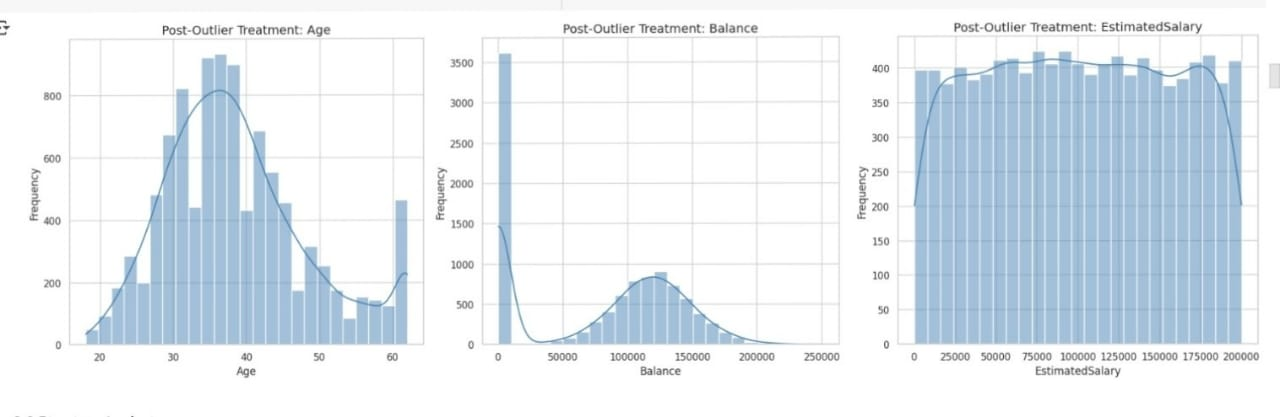 Post-Outlier Treatment: Age
800
600
400
200
0
Frequency
20 30 40 50 60
Age
Post-Outlier Treatment: Balance
3500
3000
2500
2000
1500
1000
500
0
Frequency
0 50000 100000 150000 200000 250000
Balance
Post-Outlier Treatment: EstimatedSalary
400
350
300
250
200
150
100
50
0
Frequency
0 25000 50000 75000 100000 125000 150000 175000 200000
EstimatedSalary